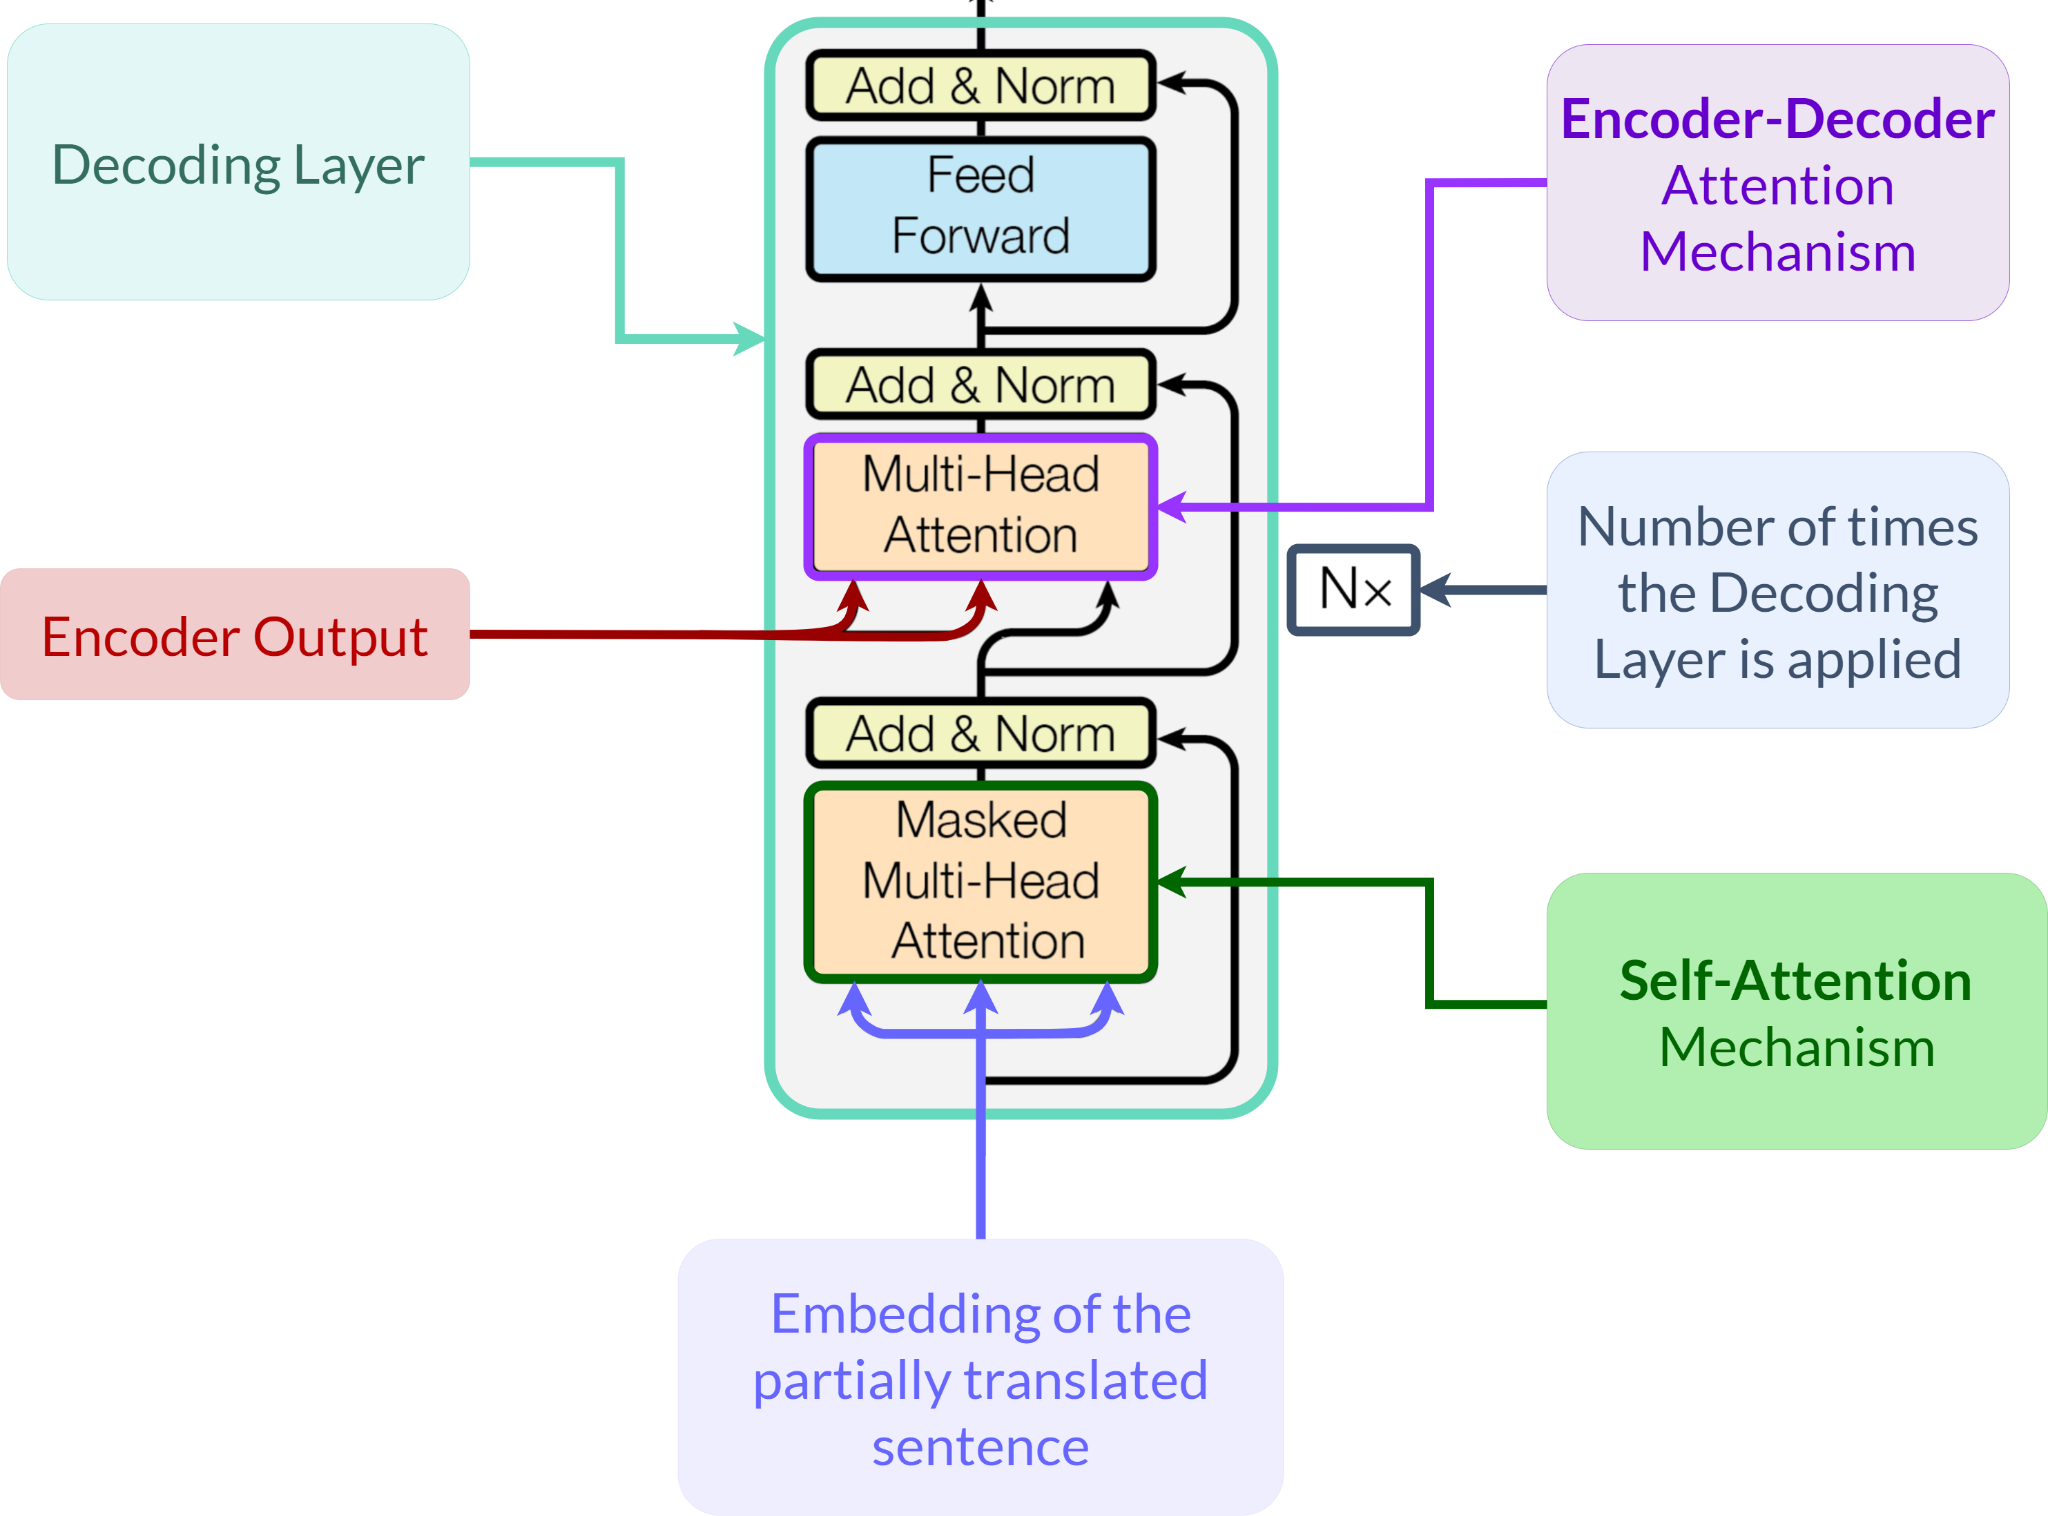 Decoding Layer
Add & Norm
Feed
Forward
Add & Norm
Multi-Head
Attention
Encoder Output
Add & Norm
Masked
Multi-Head
Attention
Encoder-Decoder
Attention
Mechanism
N×
Number of times
the Decoding
Layer is applied
Self-Attention
Mechanism
Embedding of the
partially translated
sentence